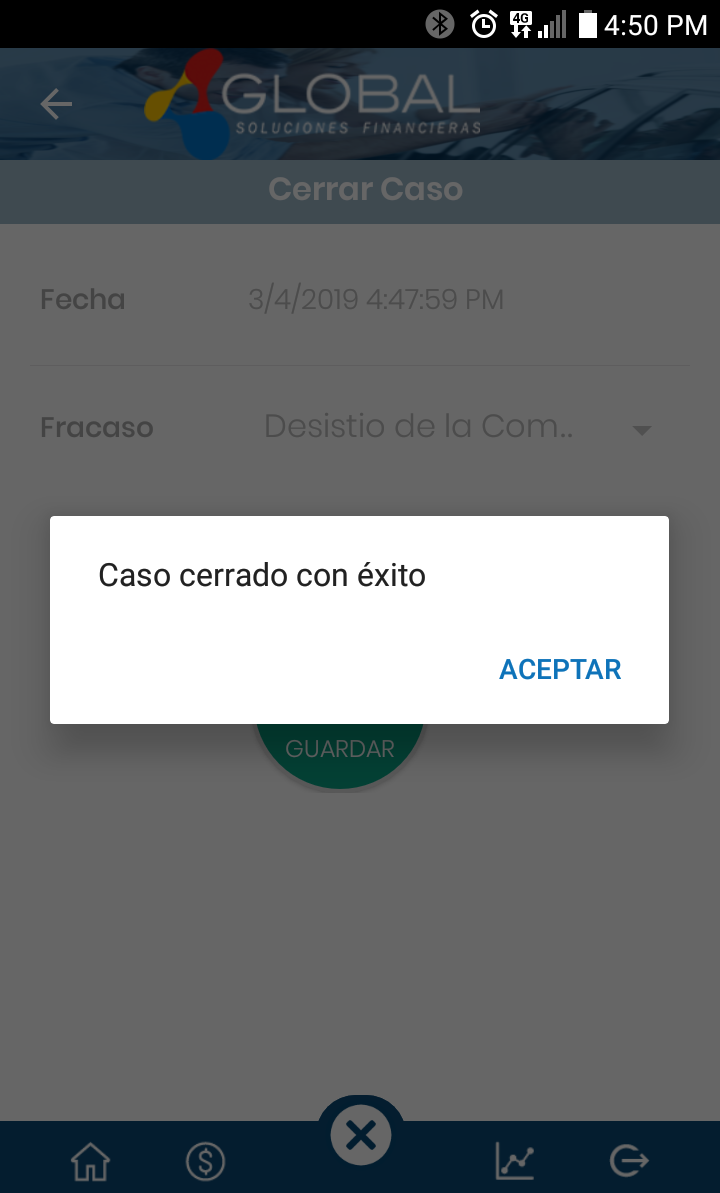 4G 4:50 PM
GLOBAL
SOLUCIONES FINANCIERAS
Cerrar Caso
Fecha 3/4/2019 4:47:59 PM
Fracaso Desistio de la Com..
Caso cerrado con éxito
ACEPTAR
GUARDAR